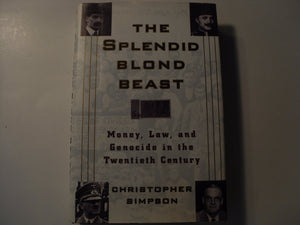 THE
SPLENDID
BLOND
BEAST
Money, Law, and
Genocide in the
Twentieth Century
CHRISTOPHER
SIMPSON